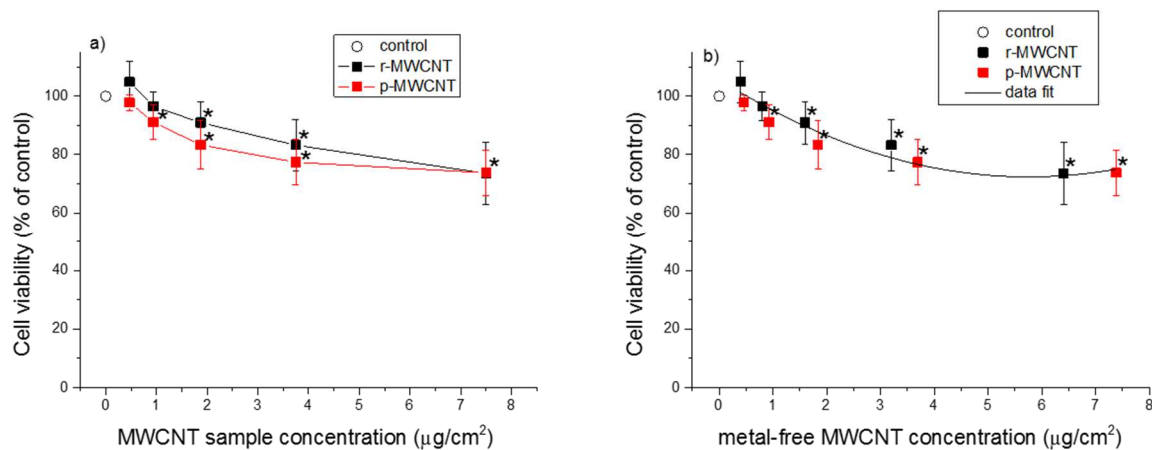 a)
control
r-MWCNT
p-MWCNT
Cell viability (% of control)
100
80
60
40
20
0
* * * * * *
0 1 2 3 4 5 6 7 8
MWCNT sample concentration (μg/cm²)
b)
control
r-MWCNT
p-MWCNT
data fit
Cell viability (% of control)
100
80
60
40
20
0
* * * * * * *
0 1 2 3 4 5 6 7 8
metal-free MWCNT concentration (μg/cm²)